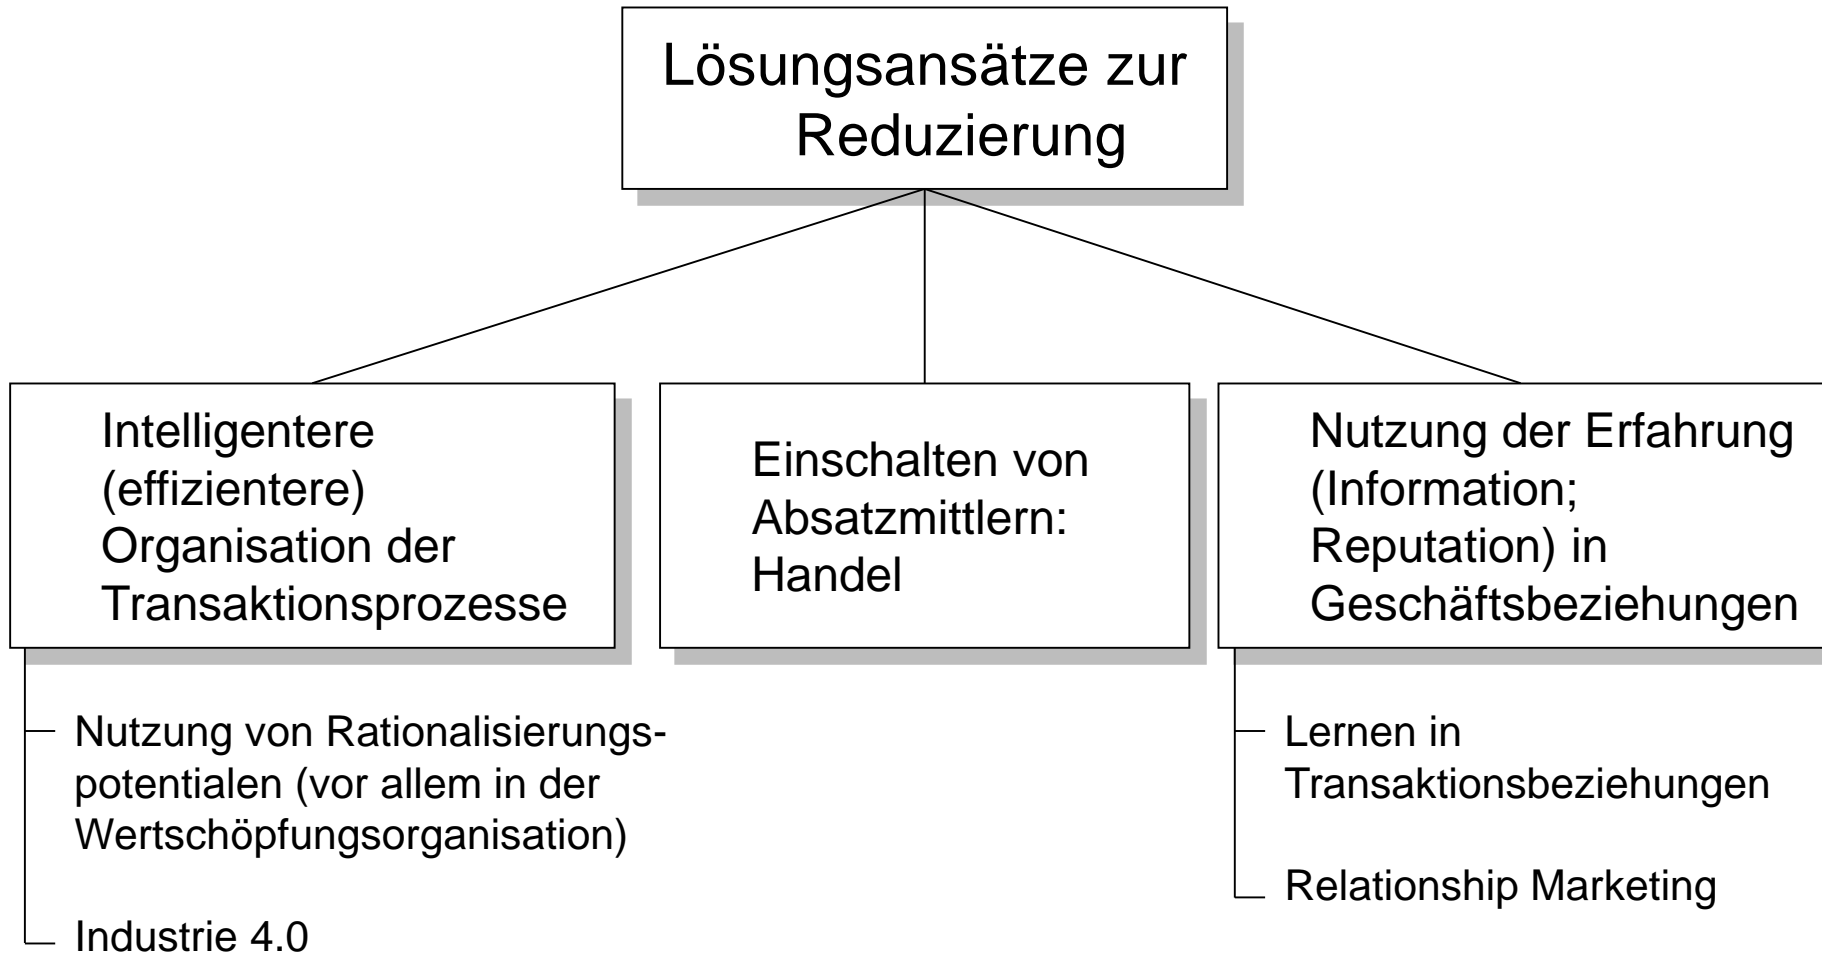 Lösungsansätze zur
Reduzierung
Intelligentere
(effizientere)
Organisation der
Transaktionsprozesse
Nutzung von Rationalisierungs-
potentialen (vor allem in der
Wertschöpfungsorganisation)
Industrie 4.0
Einschalten von
Absatzmittlern:
Handel
Nutzung der Erfahrung
(Information;
Reputation) in
Geschäftsbeziehungen
Lernen in
Transaktionsbeziehungen
Relationship Marketing